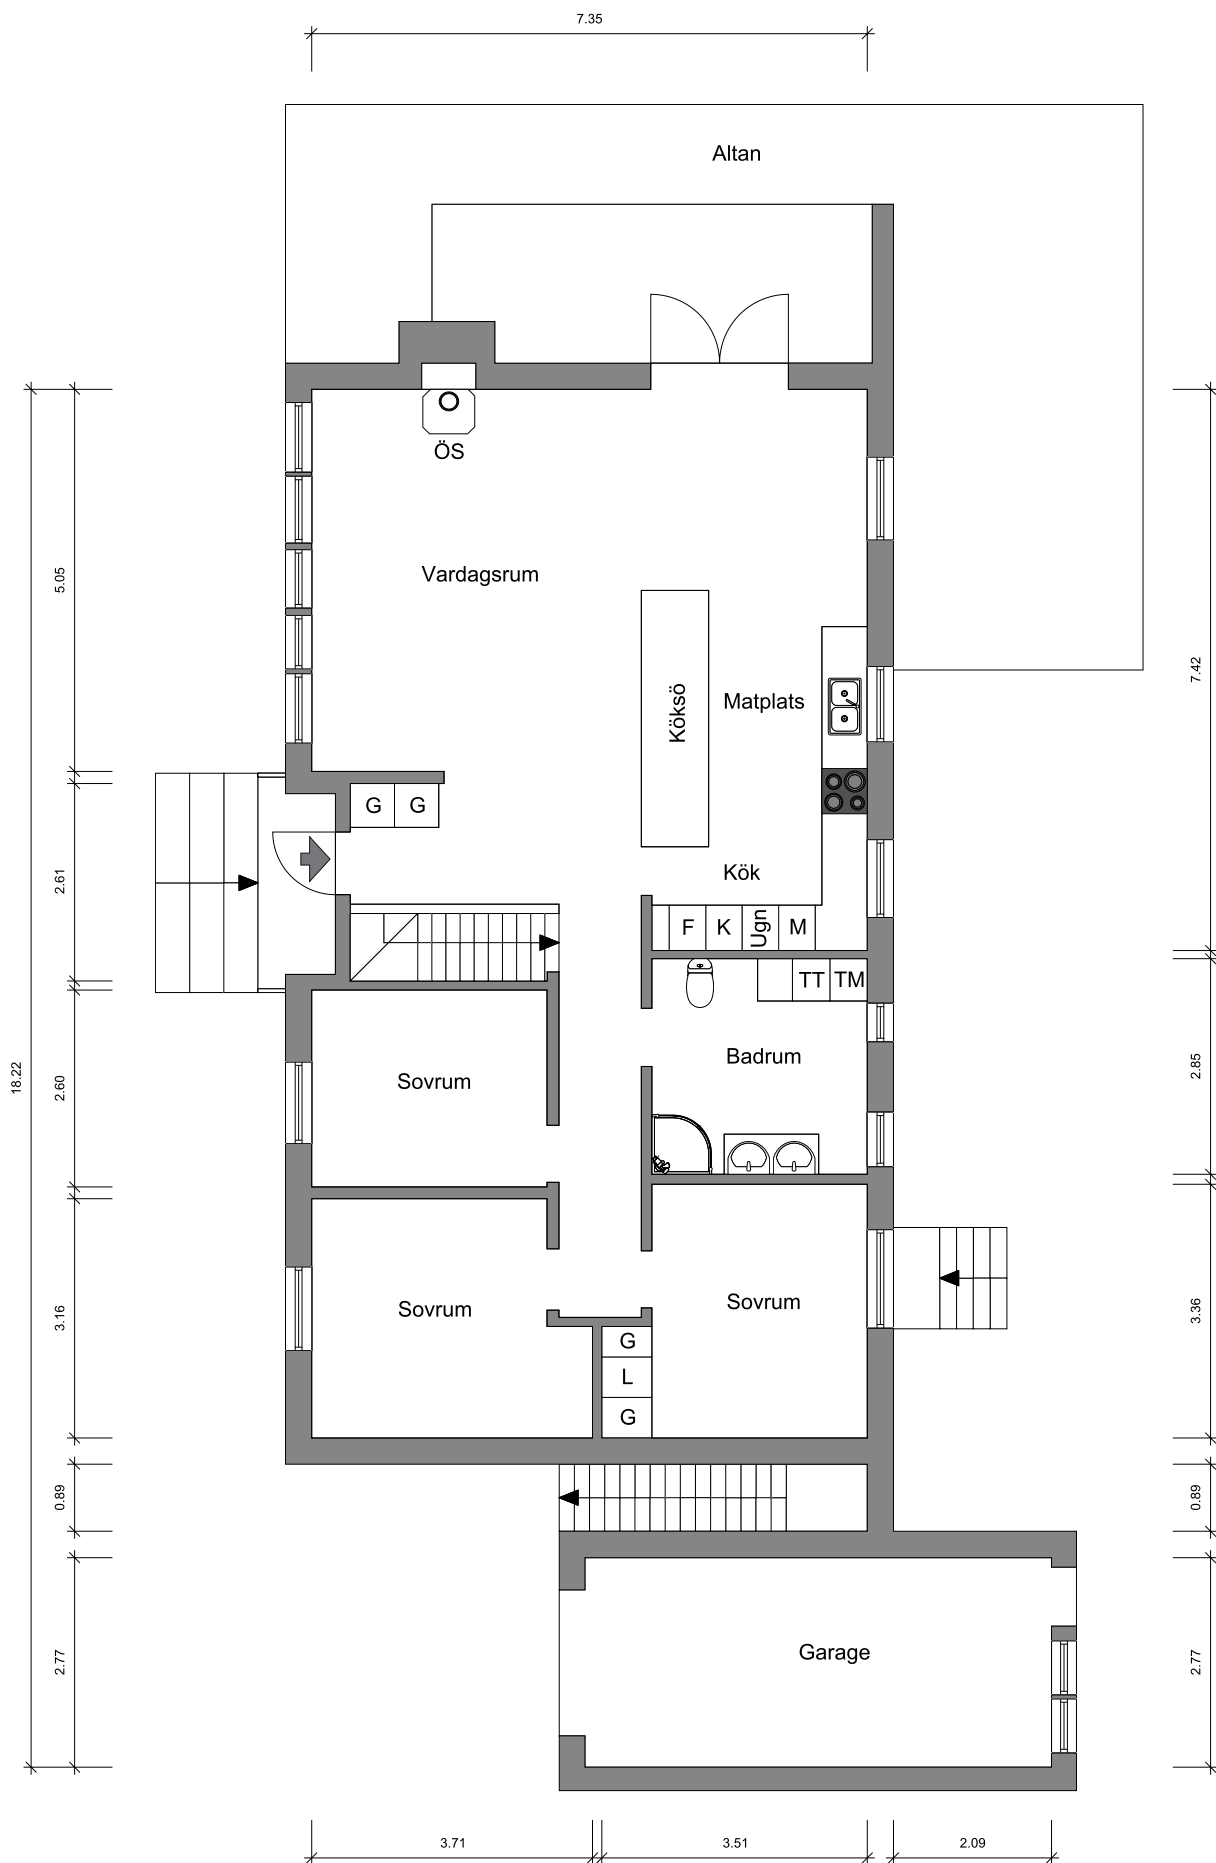 7.35
Altan
ÖS
5.05
Vardagsrum
7.42
Köksö
Matplats
G G
2.61
Kök
F K Ugn M
TT TM
18.22
2.60
Sovrum
Badrum
2.85
3.16
Sovrum
Sovrum
3.36
G
L
G
0.89
0.89
2.77
Garage
2.77
3.71
3.51
2.09